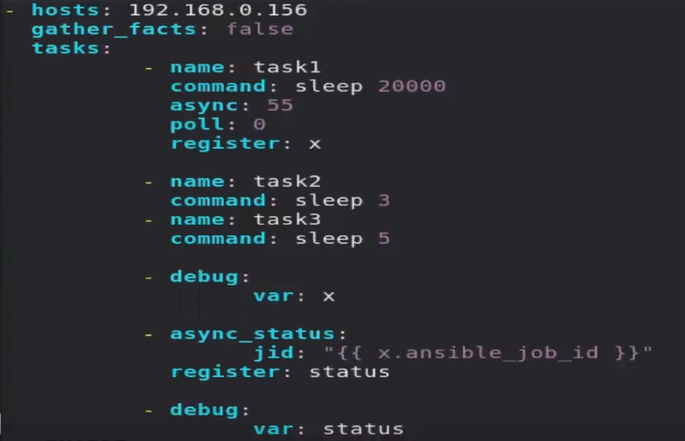 - hosts: 192.168.0.156
gather_facts: false
tasks:
- name: task1
command: sleep 20000
async: 55
poll: 0
register: x
- name: task2
command: sleep 3
- name: task3
command: sleep 5
- debug:
var: x
- async_status:
jid: "{{ x.ansible_job_id }}"
register: status
- debug:
var: status